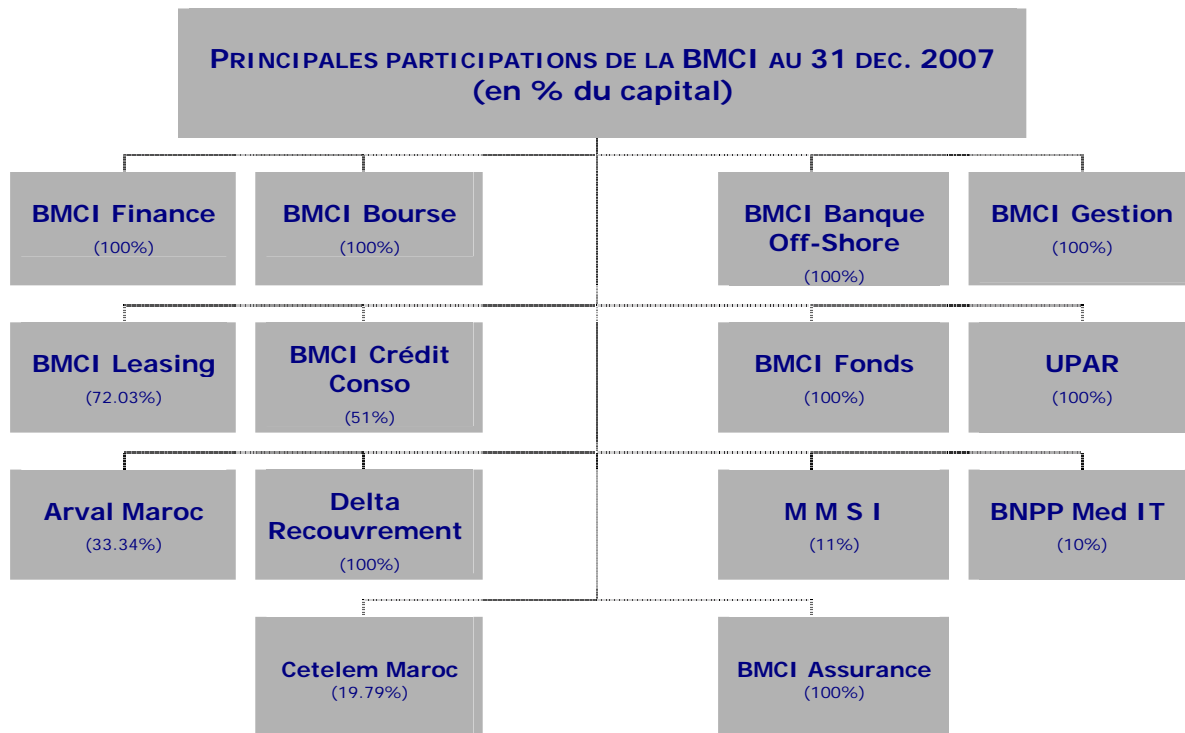 PRINCIPALES PARTICIPATIONS DE LA BMCI AU 31 DEC. 2007
(en % du capital)
BMCI Finance
(100%)
BMCI Bourse
(100%)
BMCI Banque
Off-Shore
(100%)
BMCI Gestion
(100%)
BMCI Leasing
(72.03%)
BMCI Crédit
Conso
(51%)
BMCI Fonds
(100%)
UPAR
(100%)
Arval Maroc
(33.34%)
Delta
Recouvrement
(100%)
M M S I
(11%)
BNPP Med IT
(10%)
Cetelem Maroc
(19.79%)
BMCI Assurance
(100%)